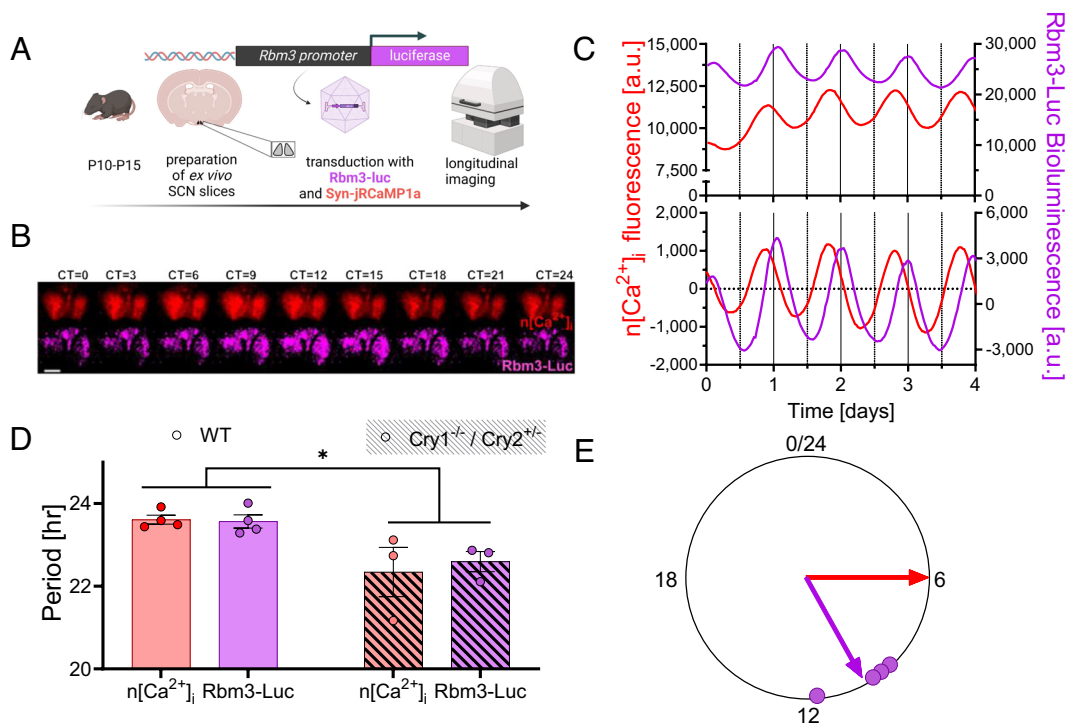 A
Rbm3 promoter
luciferase
P10-P15
preparation
of ex vivo
SCN slices
transduction with
Rbm3-luc
and Syn-jRCaMP1a
longitudinal
imaging
B
CT=0 CT=3 CT=6 CT=9 CT=12 CT=15 CT=18 CT=21 CT=24
n[Ca²⁺]ᵢ
Rbm3-Luc
C
n[Ca²⁺]ᵢ fluorescence [a.u.]
15,000
12,500
10,000
7,500
0
2,000
1,000
0
-1,000
-2,000
30,000
20,000
10,000
0
6,000
3,000
0
-3,000
Rbm3-Luc Bioluminescence [a.u.]
0 1 2 3 4
Time [days]
D
WT
Cry1⁻/⁻ / Cry2⁺/⁻
*
Period [hr]
24
22
20
n[Ca²⁺]ᵢ Rbm3-Luc n[Ca²⁺]ᵢ Rbm3-Luc
E
0/24
18
6
12